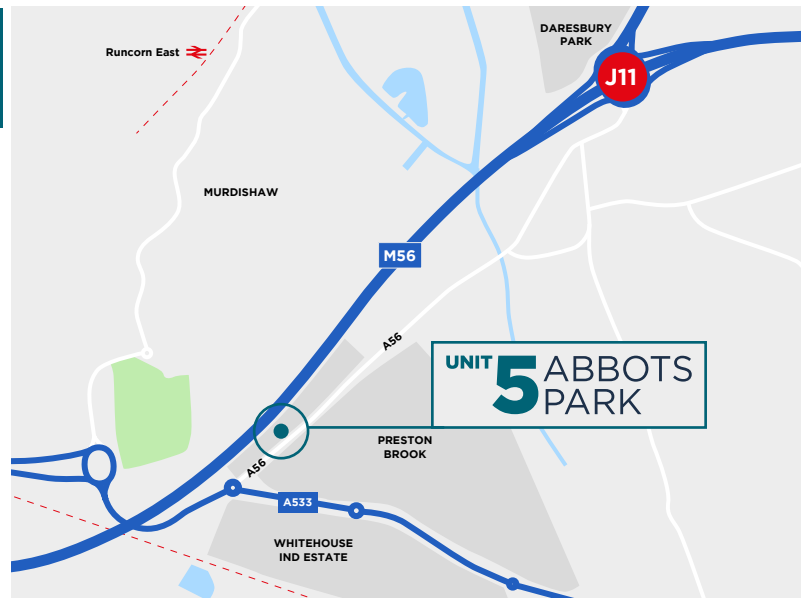 DARESBURY
PARK
Runcorn East
J11
MURDISHAW
M56
A56
UNIT 5 ABBOTS
PARK
PRESTON
BROOK
A56
A533
WHITEHOUSE
IND ESTATE